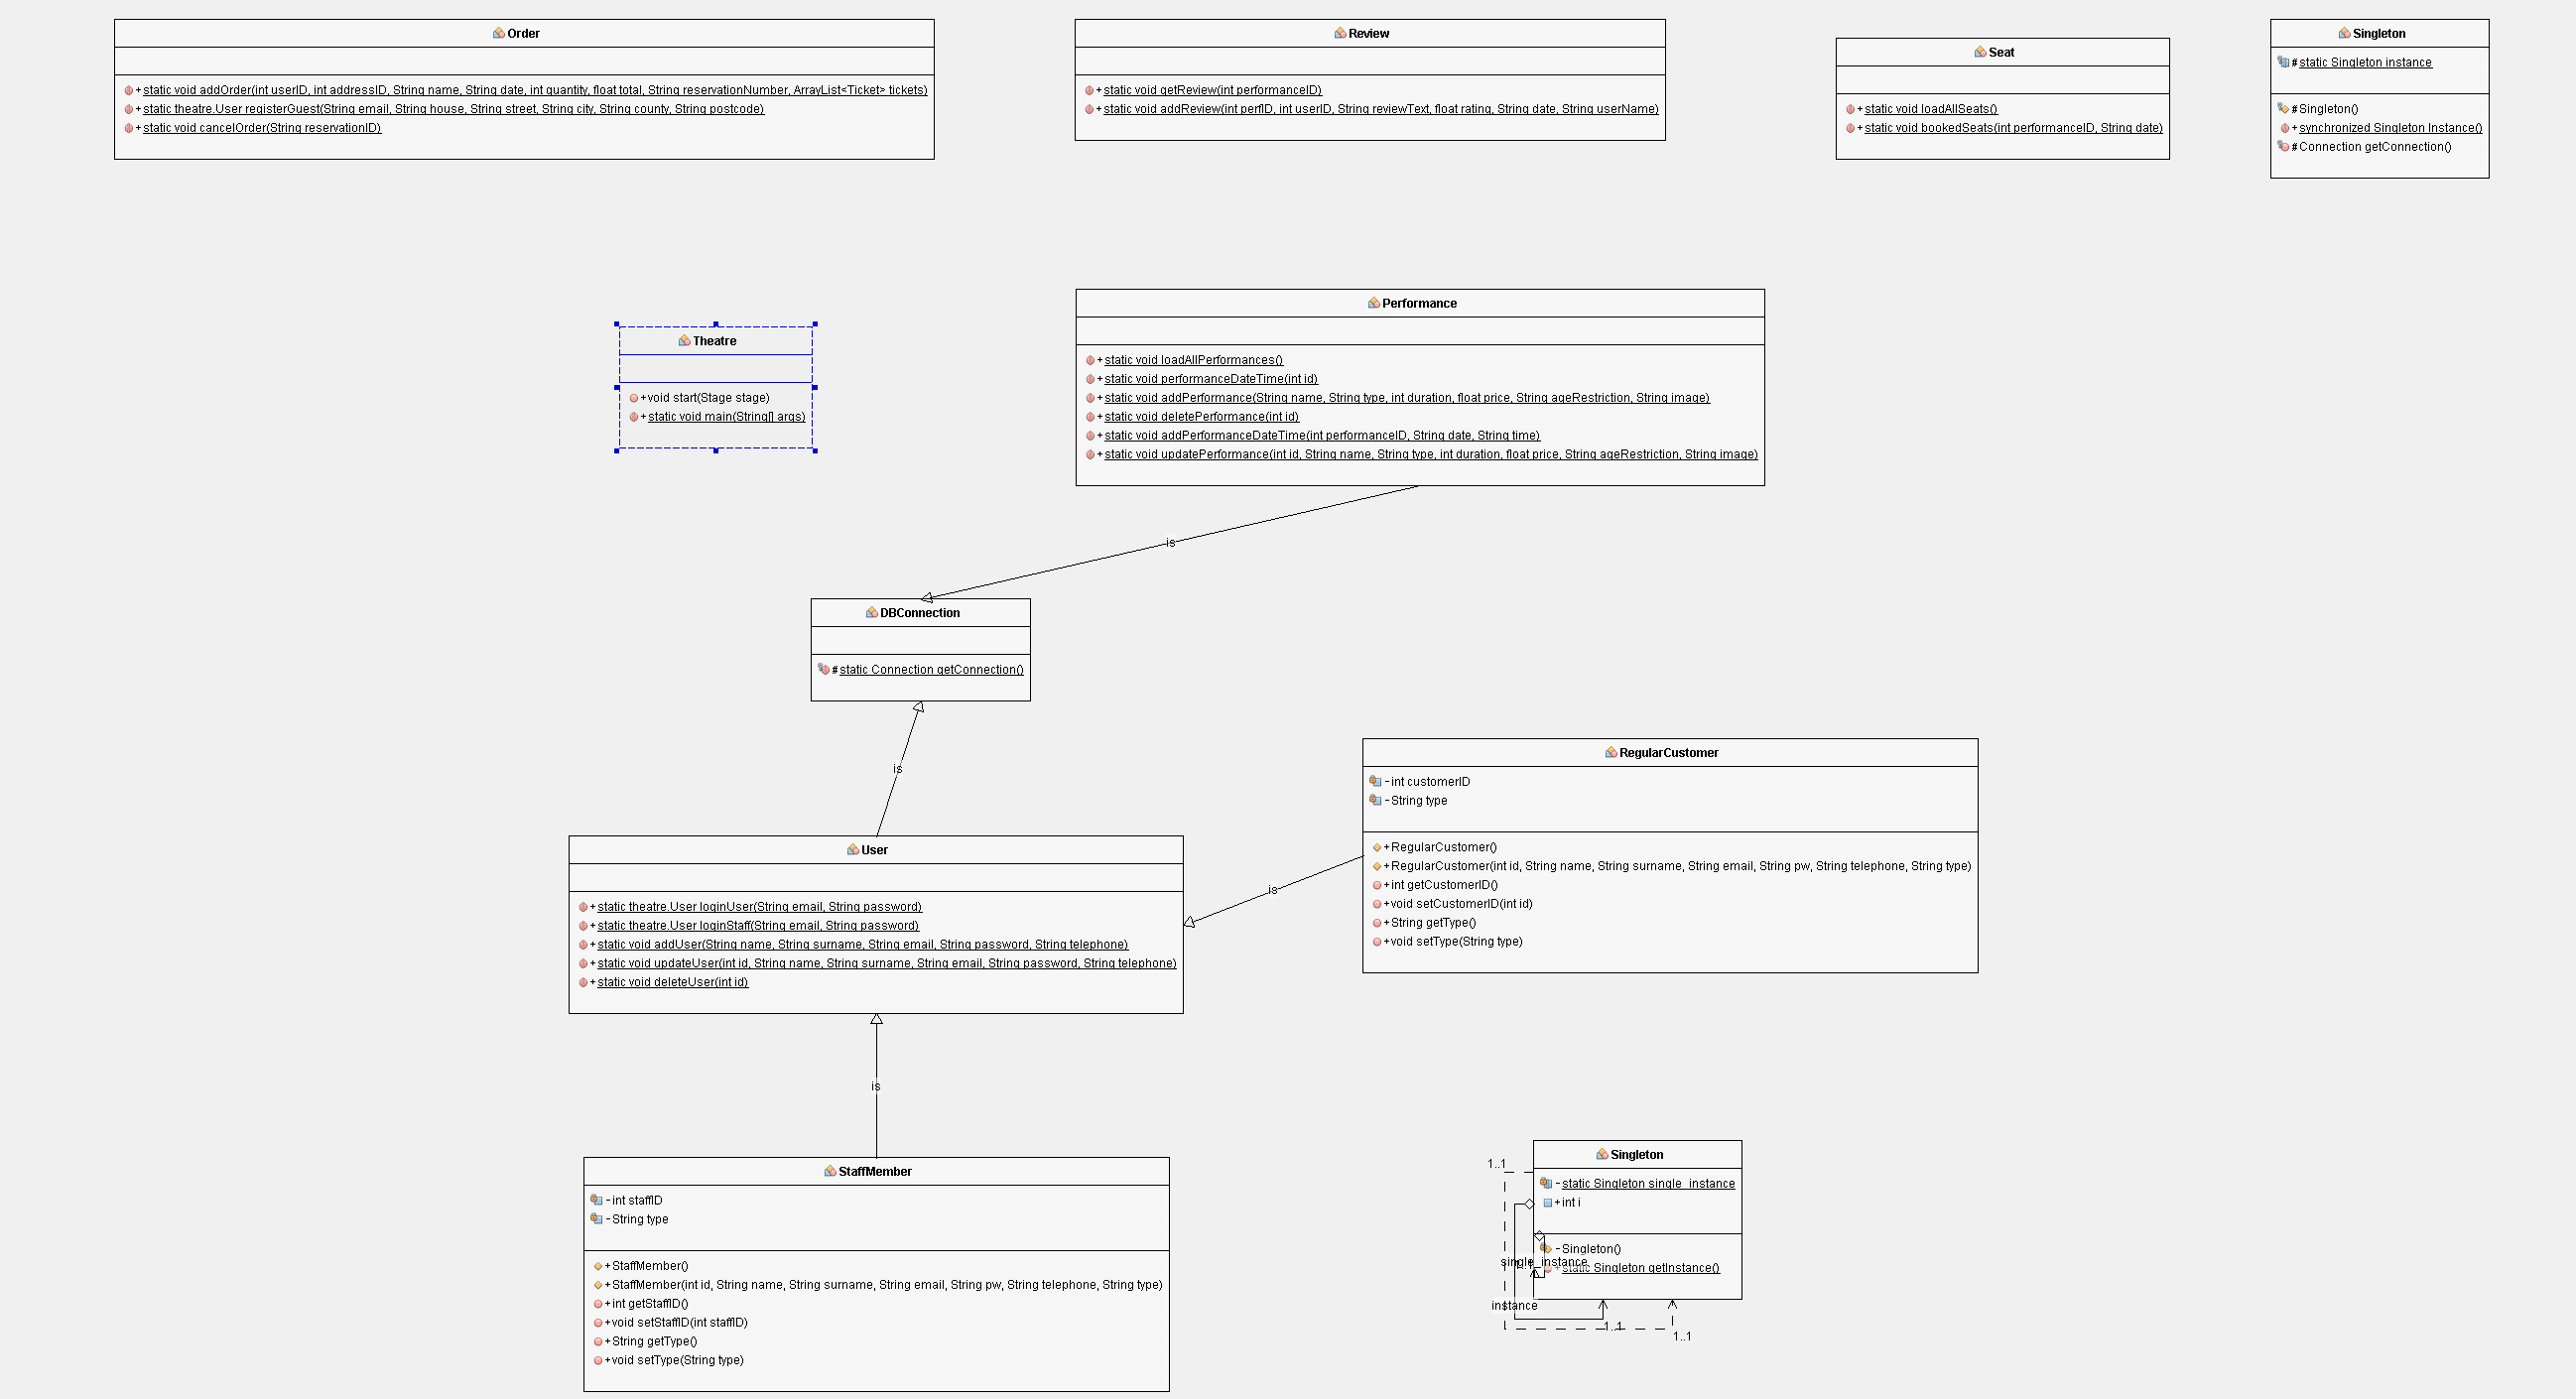 Order
+static void addOrder(int userID, int addressID, String name, String date, int quantity, float total, String reservationNumber, ArrayList<Ticket> tickets)
+static theatre.User registerGuest(String email, String house, String street, String city, String county, String postcode)
+static void cancelOrder(String reservationID)
Review
+static void getReview(int performanceID)
+static void addReview(int perfID, int userID, String reviewText, float rating, String date, String userName)
Seat
+static void loadAllSeats()
+static void bookedSeats(int performanceID, String date)
Singleton
#static Singleton instance
#Singleton()
+synchronized Singleton Instance()
#Connection getConnection()
Theatre
+void start(Stage stage)
+static void main(String[] args)
Performance
+static void loadAllPerformances()
+static void performanceDateTime(int id)
+static void addPerformance(String name, String type, int duration, float price, String ageRestriction, String image)
+static void deletePerformance(int id)
+static void addPerformanceDateTime(int performanceID, String date, String time)
+static void updatePerformance(int id, String name, String type, int duration, float price, String ageRestriction, String image)
is
DBConnection
#static Connection getConnection()
is
User
+static theatre.User loginUser(String email, String password)
+static theatre.User loginStaff(String email, String password)
+static void addUser(String name, String surname, String email, String password, String telephone)
+static void updateUser(int id, String name, String surname, String email, String password, String telephone)
+static void deleteUser(int id)
is
RegularCustomer
-int customerID
-String type
+RegularCustomer()
+RegularCustomer(int id, String name, String surname, String email, String pw, String telephone, String type)
+int getCustomerID()
+void setCustomerID(int id)
+String getType()
+void setType(String type)
is
StaffMember
-int staffID
-String type
+StaffMember()
+StaffMember(int id, String name, String surname, String email, String pw, String telephone, String type)
+int getStaffID()
+void setStaffID(int staffID)
+String getType()
+void setType(String type)
1..1
Singleton
-static Singleton single_instance
+int i
-Singleton()
single_instance
+static Singleton getInstance()
instance
1..1
1..1